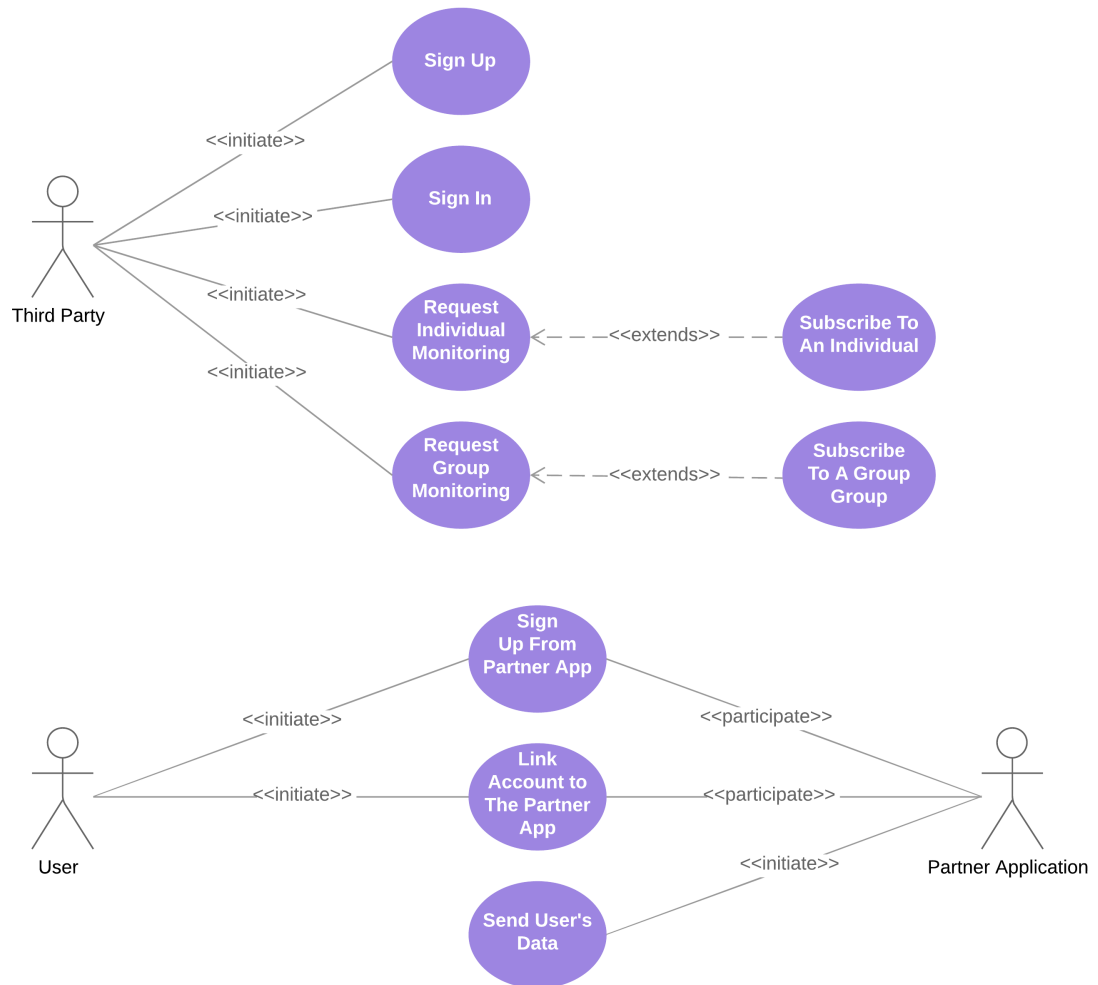 Sign Up
<<initiate>>
Sign In
<<initiate>>
Third Party
<<initiate>>
Request
Individual
Monitoring
<<extends>>
Subscribe To
An Individual
<<initiate>>
Request
Group
Monitoring
<<extends>>
Subscribe
To A Group
Group
Sign
Up From
Partner App
<<initiate>>
<<participate>>
Link
Account to
The Partner
App
<<initiate>>
<<participate>>
User
<<initiate>>
Partner Application
Send User's
Data